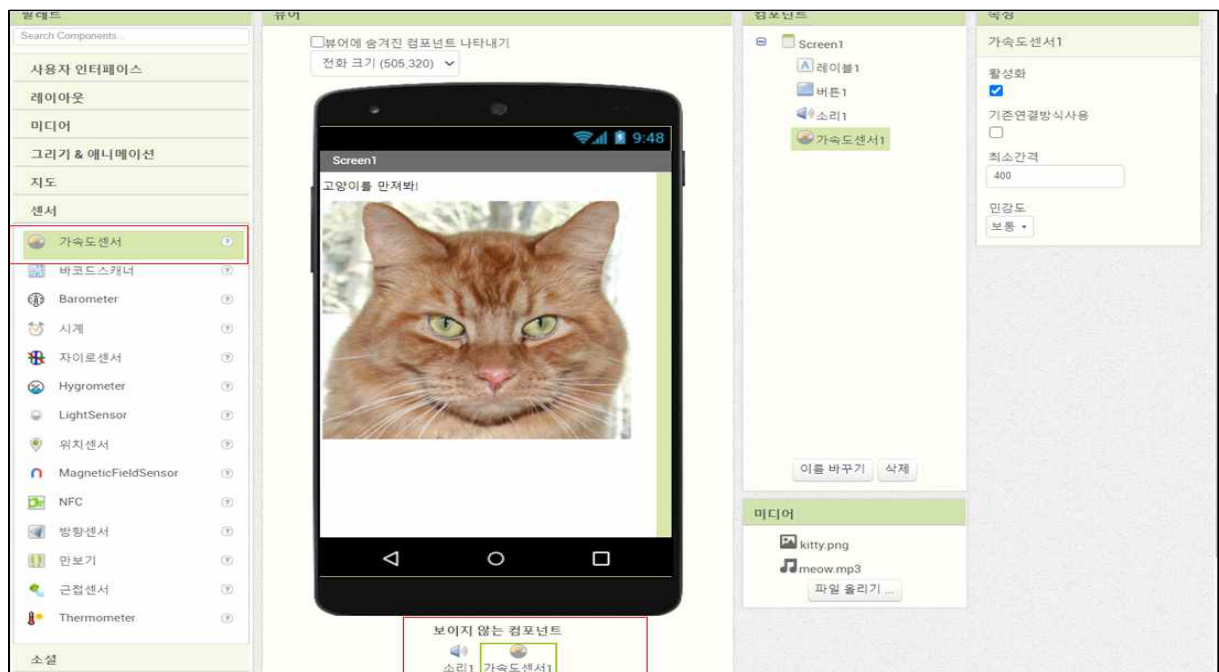 팔레트
Search Components...
사용자 인터페이스
레이아웃
미디어
그리기 & 애니메이션
지도
센서
가속도센서
바코드스캐너
Barometer
시계
자이로센서
Hygrometer
LightSensor
위치센서
MagneticFieldSensor
NFC
방향센서
만보기
근접센서
Thermometer
소셜
뷰어
뷰어에 숨겨진 컴포넌트 나타내기
전화 크기 (505,320)
9:48
Screen1
고양이를 만져봐!
보이지 않는 컴포넌트
소리1
가속도센서1
컴포넌트
Screen1
레이블1
버튼1
소리1
가속도센서1
이름 바꾸기
삭제
미디어
kitty.png
meow.mp3
파일 올리기 ...
속성
가속도센서1
활성화
기존연결방식사용
최소간격
400
민감도
보통